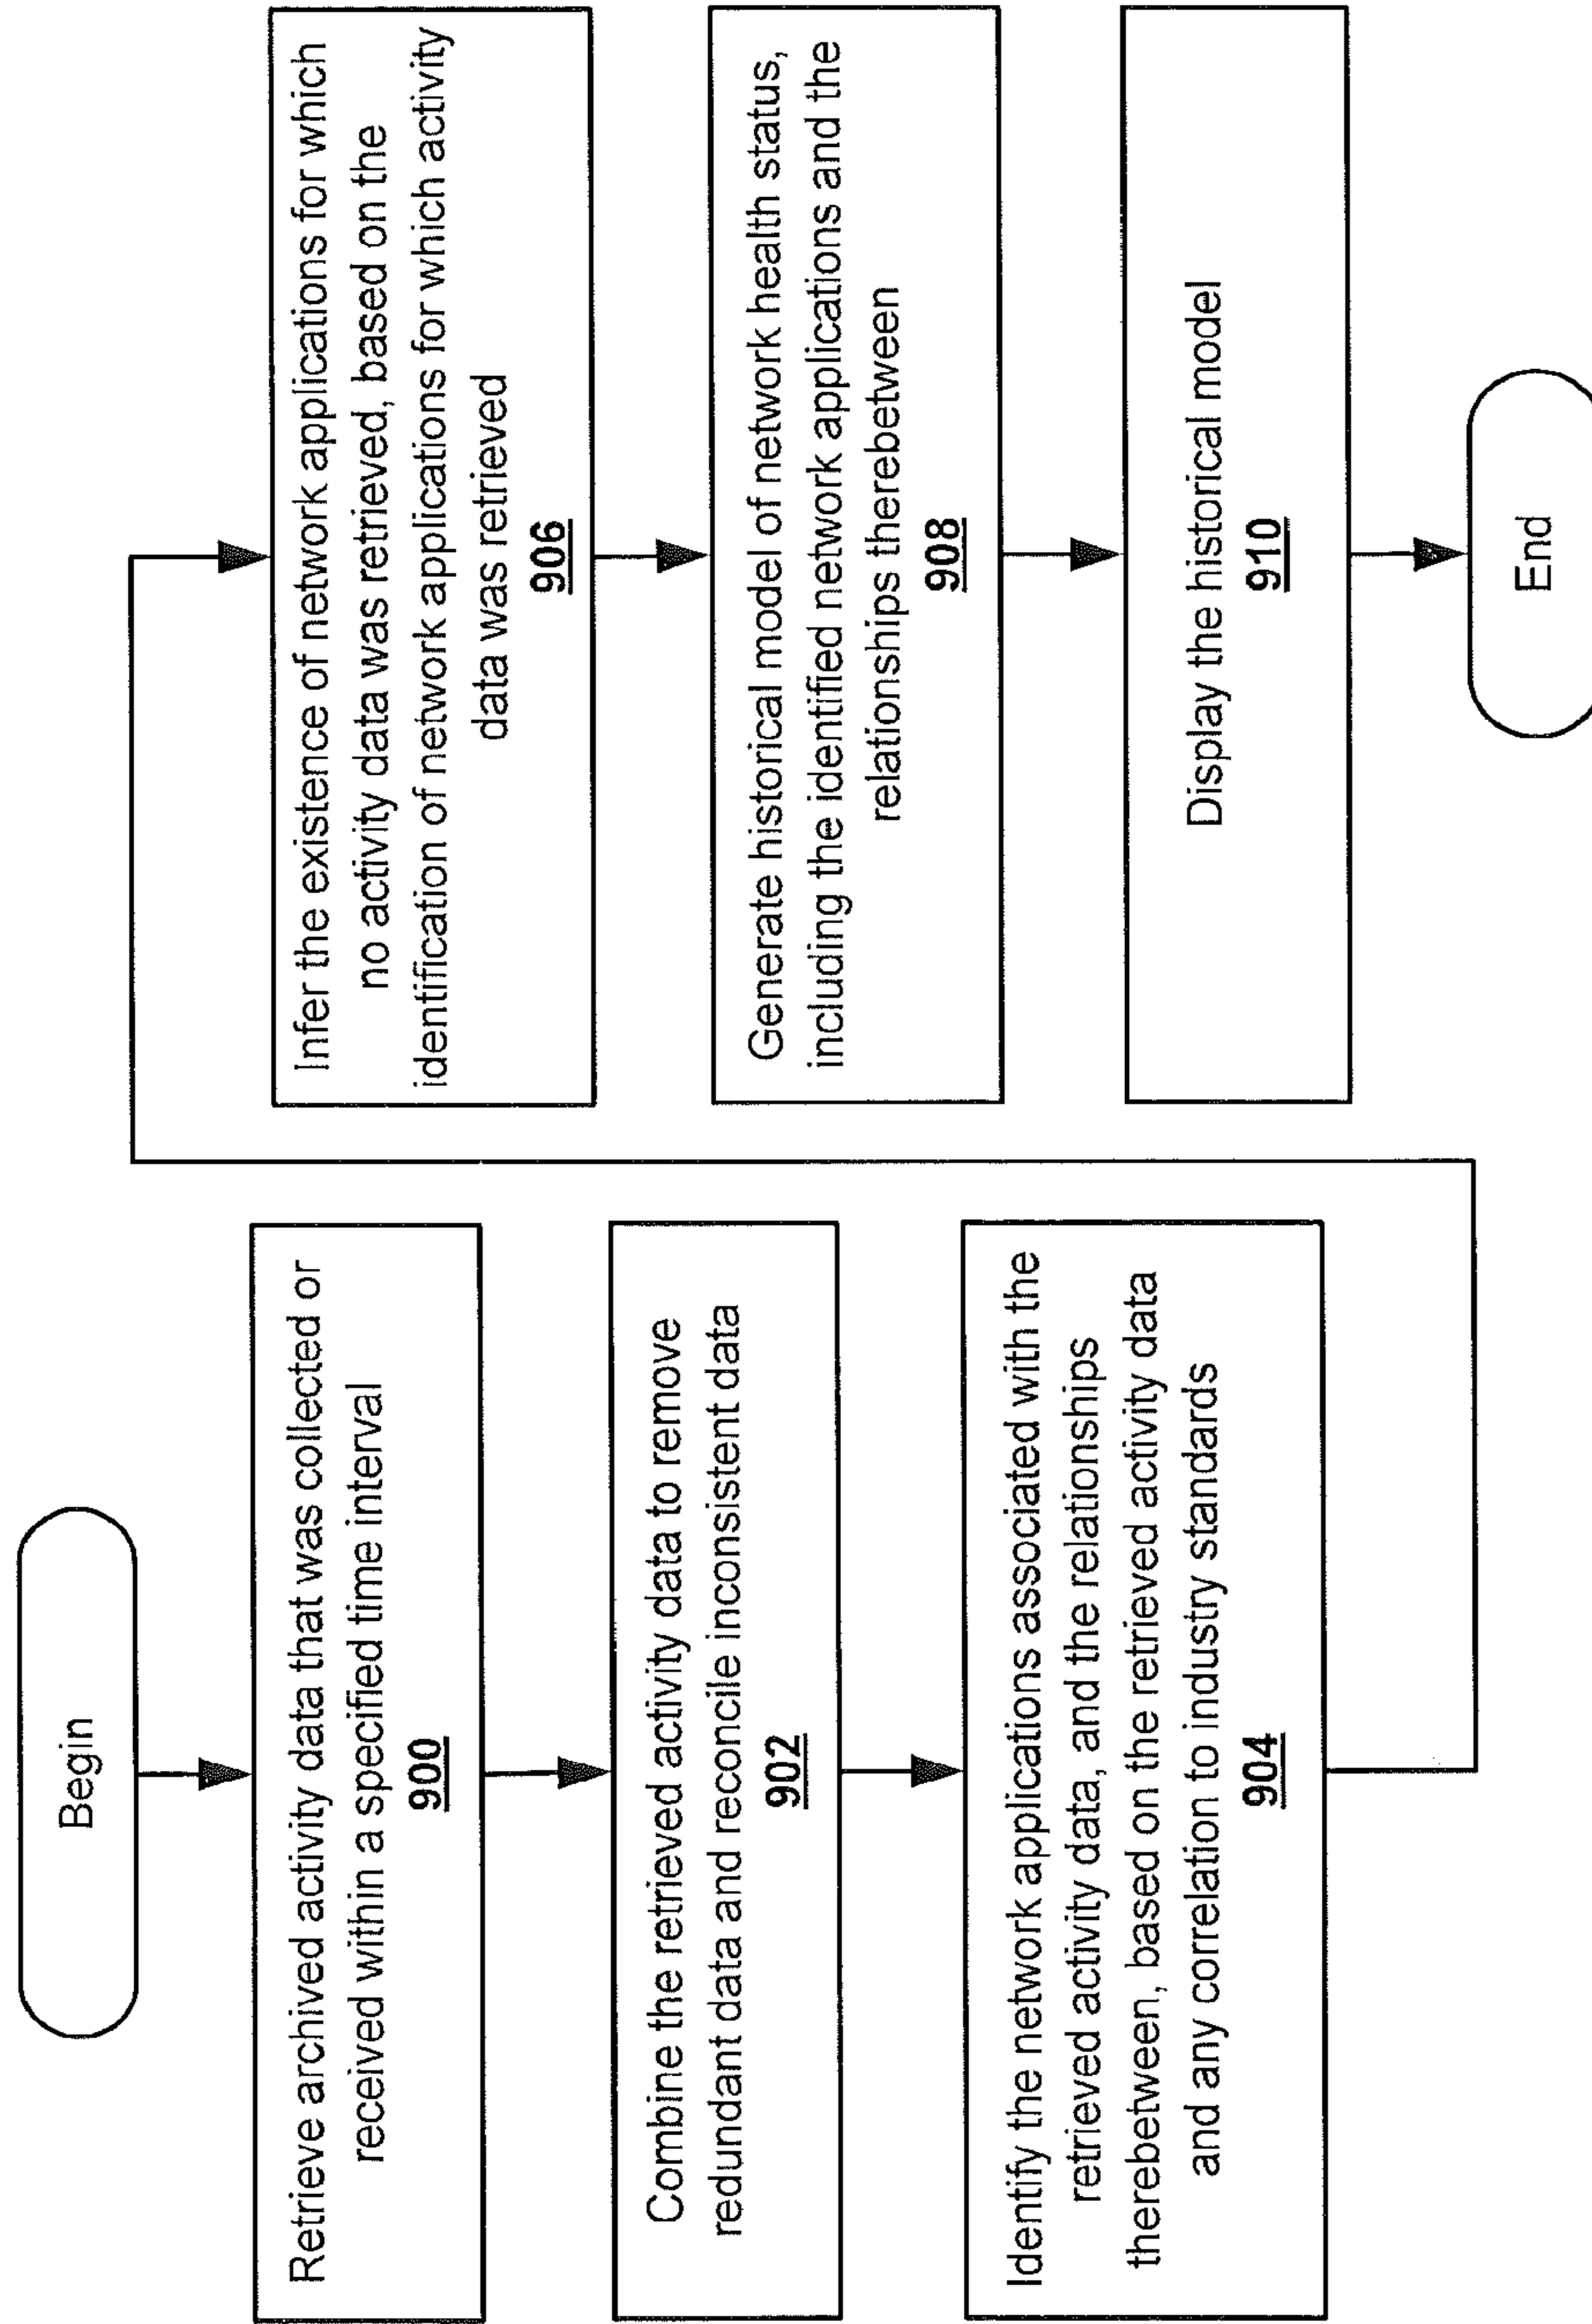 Begin
Retrieve archived activity data that was collected or
received within a specified time interval
900
Combine the retrieved activity data to remove
redundant data and reconcile inconsistent data
902
Identify the network applications associated with the
retrieved activity data, and the relationships
therebetween, based on the retrieved activity data
and any correlation to industry standards
904
Infer the existence of network applications for which
no activity data was retrieved, based on the
identification of network applications for which activity
data was retrieved
906
Generate historical model of network health status,
including the identified network applications and the
relationships therebetween
908
Display the historical model
910
End